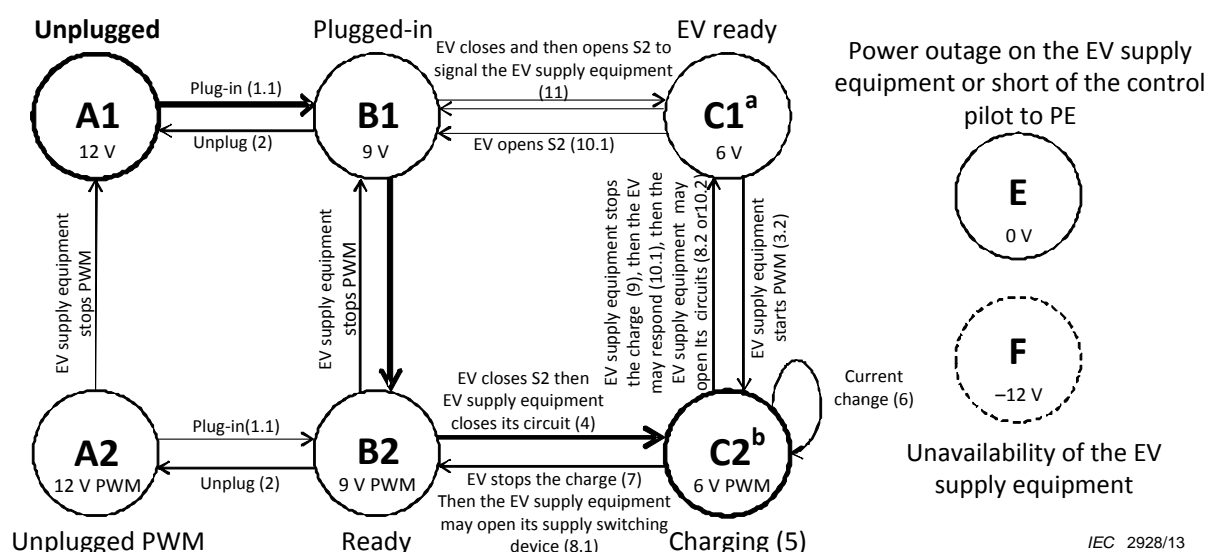 Unplugged
Plugged-in
EV ready
EV closes and then opens S2 to
signal the EV supply equipment
(11)
Power outage on the EV supply
equipment or short of the control
pilot to PE
A1
12 V
Plug-in (1.1)
Unplug (2)
B1
9 V
EV opens S2 (10.1)
C1a
6 V
E
0 V
EV supply equipment
stops PWM
EV supply equipment
stops PWM
EV supply equipment stops
the charge (9), then the EV
may respond (10.1), then the
EV supply equipment may
open Its circuits (8.2 or10.2)
EV supply equipment
starts PWM (3.2)
F
–12 V
Current
change (6)
EV closes S2 then
EV supply equipment
closes its circuit (4)
A2
12 V PWM
Plug-in(1.1)
Unplug (2)
B2
9 V PWM
EV stops the charge (7)
Then the EV supply equipment
may open its supply switching
device (8.1)
C2b
6 V PWM
Unavailability of the EV
supply equipment
Unplugged PWM
Ready
Charging (5)
IEC 2928/13